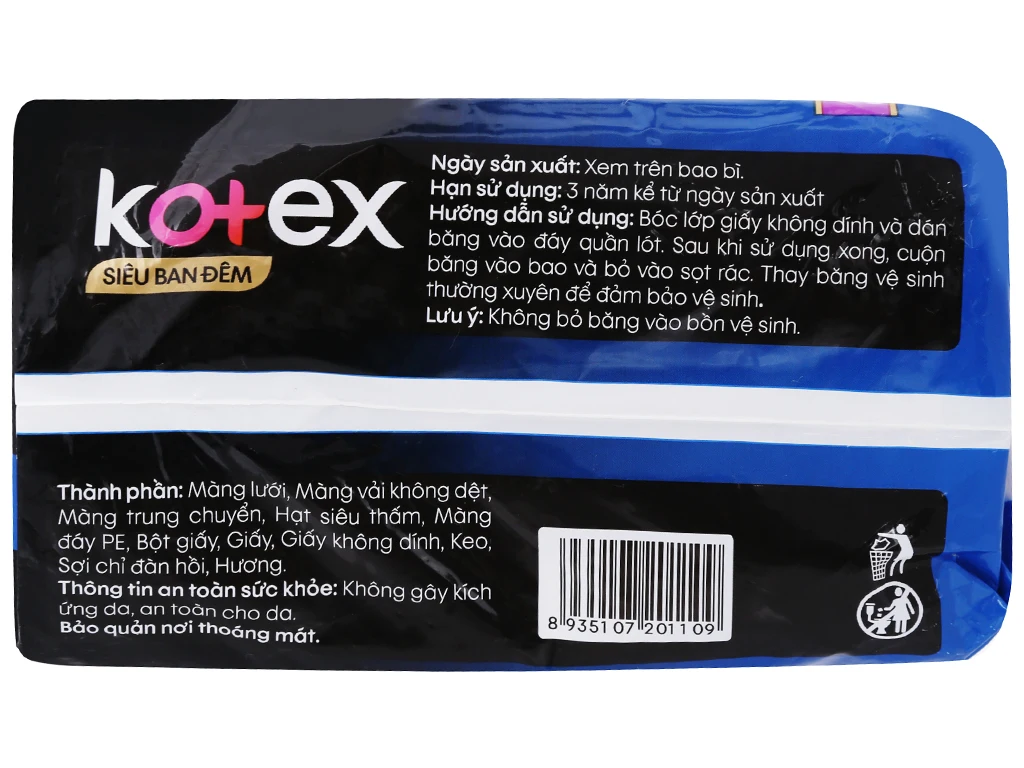 kotex
SIÊU BAN ĐÊM
Ngày sản xuất: Xem trên bao bì.
Hạn sử dụng: 3 năm kể từ ngày sản xuất
Hướng dẫn sử dụng: Bóc lớp giấy không dính và dán
băng vào đáy quần lót. Sau khi sử dụng xong, cuộn
băng vào bao và bỏ vào sọt rác. Thay băng vệ sinh
thường xuyên để đảm bảo vệ sinh.
Lưu ý: Không bỏ băng vào bồn vệ sinh.
Thành phần: Màng lưới, Màng vải không dệt,
Màng trung chuyển, Hạt siêu thấm, Màng
đáy PE, Bột giấy, Giấy, Giấy không dính, Keo,
Sợi chỉ đàn hồi, Hương.
Thông tin an toàn sức khỏe: Không gây kích
ứng da, an toàn cho da.
Bảo quản nơi thoáng mát.
8 935107 201109